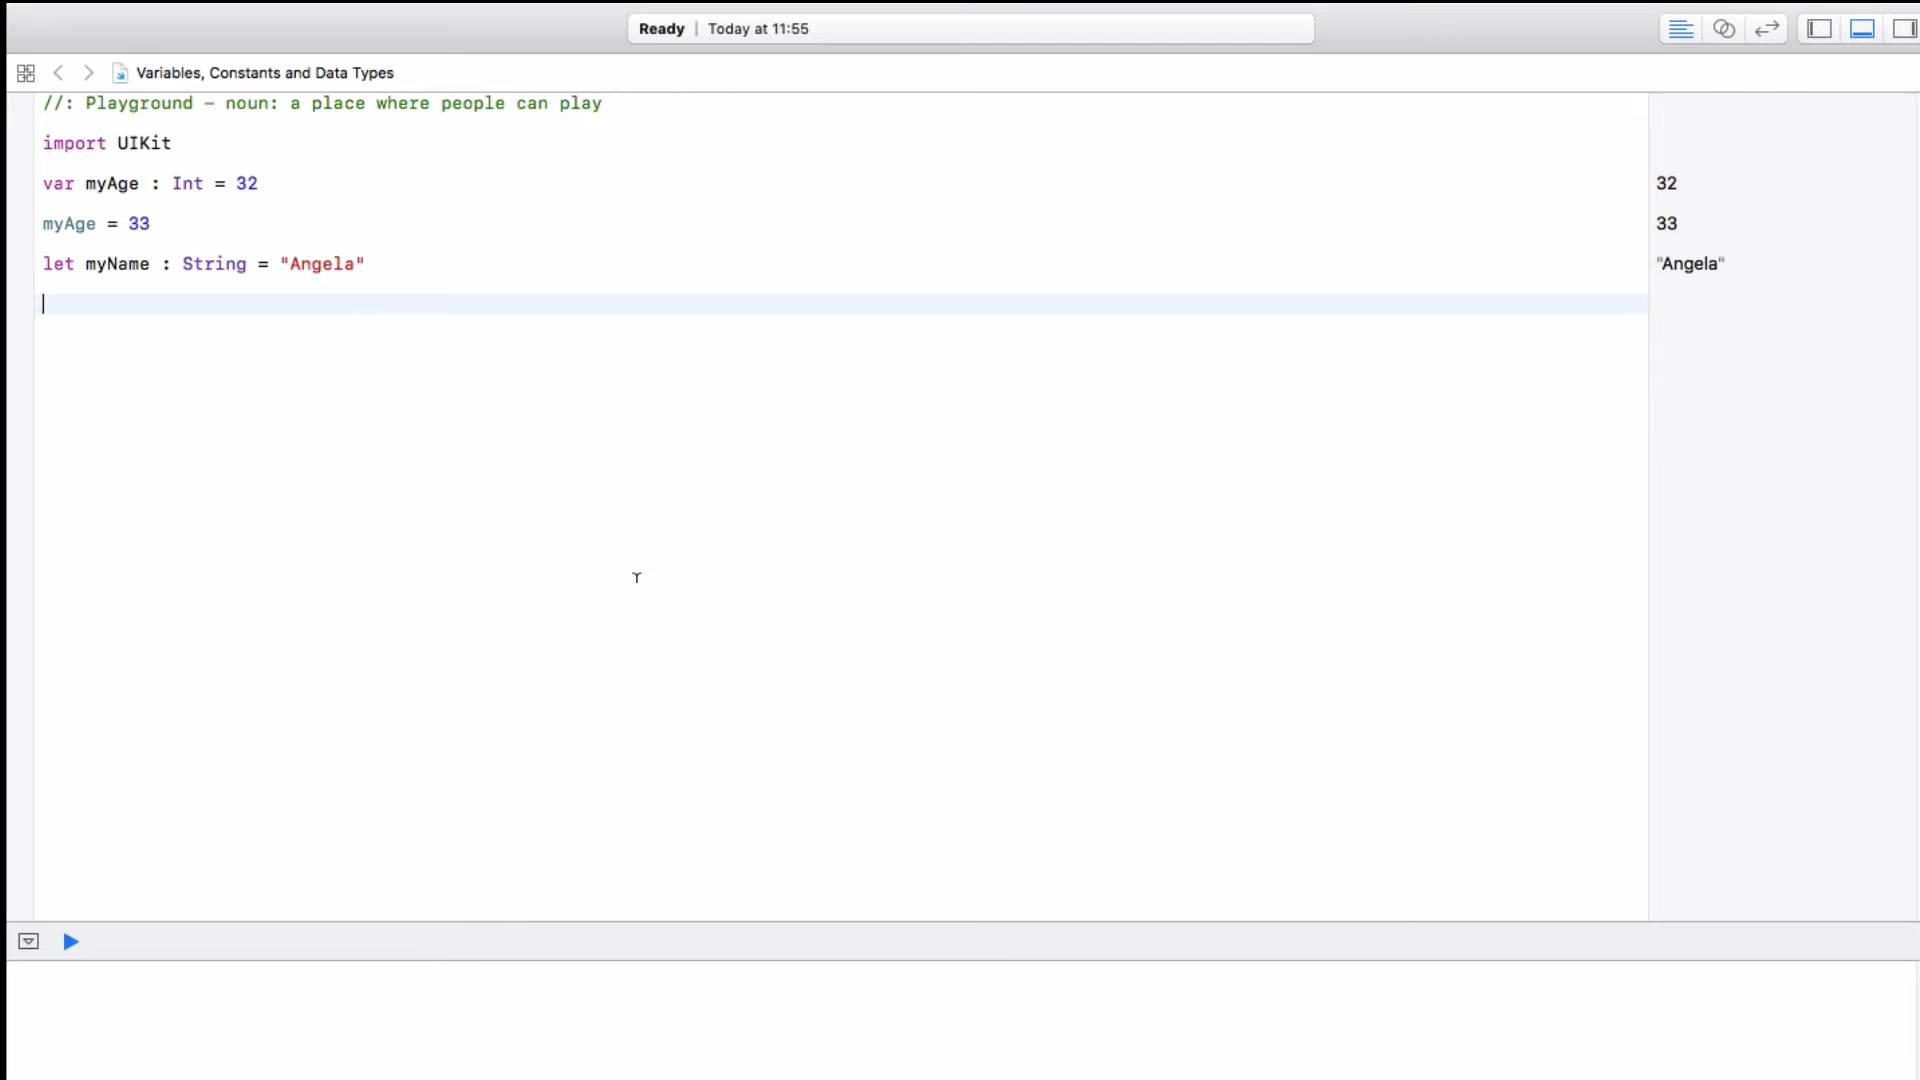 Ready | Today at 11:55
Variables, Constants and Data Types
//: Playground – noun: a place where people can play
import UIKit
var myAge : Int = 32
32
myAge = 33
33
let myName : String = "Angela"
"Angela"